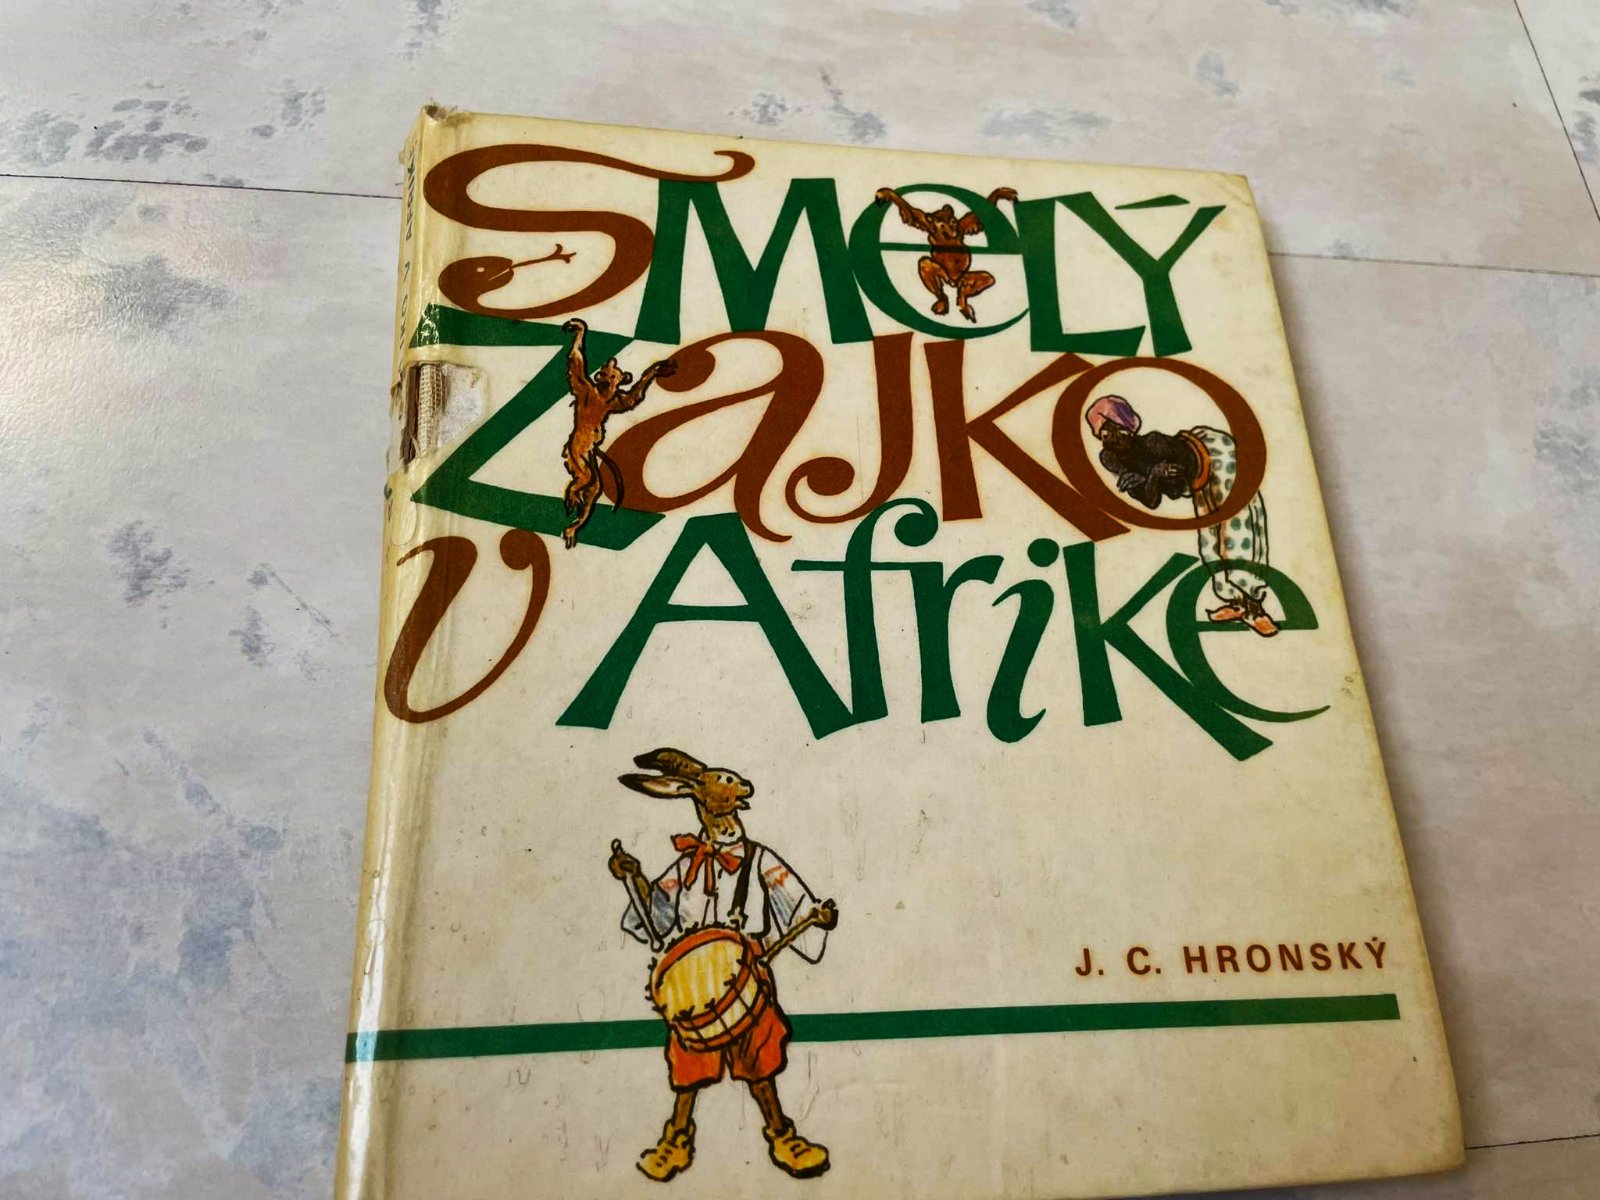 Smelý
Zajko
v Afrike
J. C. HRONSKÝ